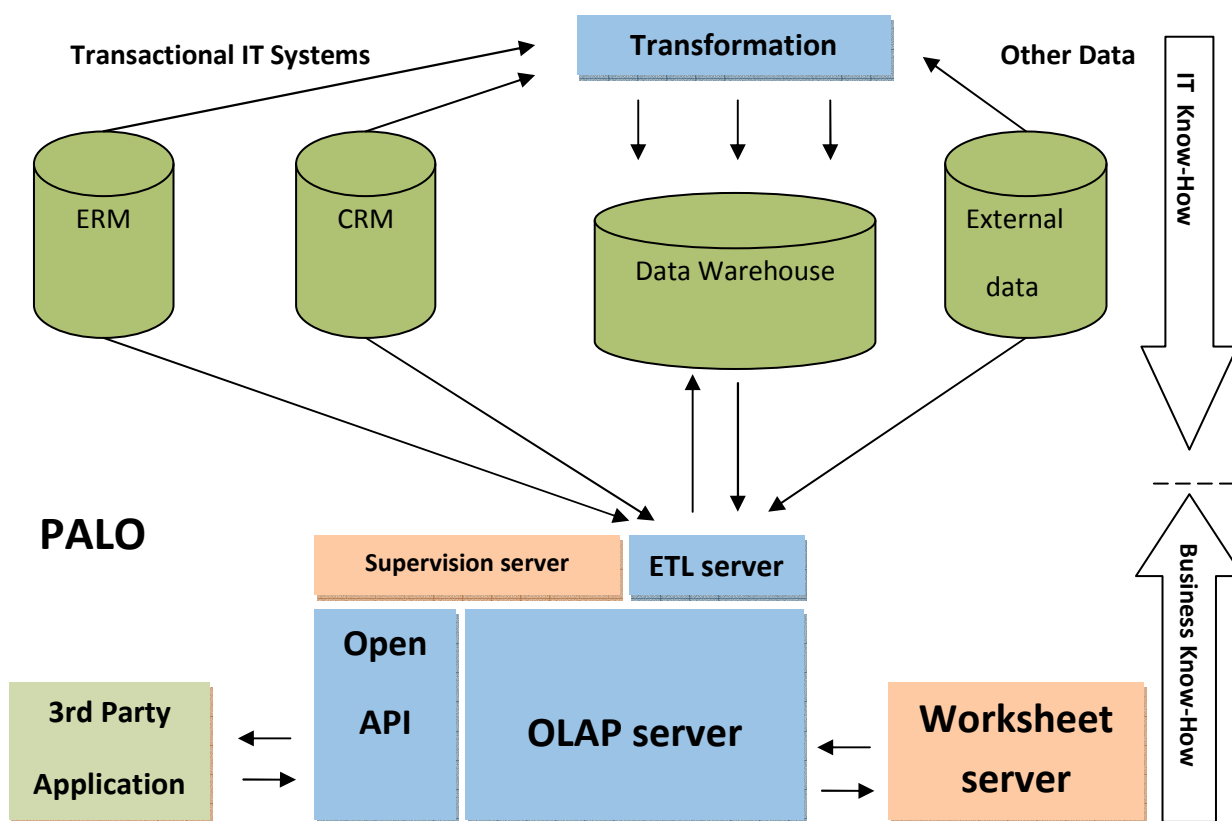 Transactional IT Systems
Transformation
Other Data
IT Know-How
ERM
CRM
Data Warehouse
External
data
PALO
Supervision server
ETL server
Business Know-How
Open
API
OLAP server
3rd Party
Application
Worksheet
server